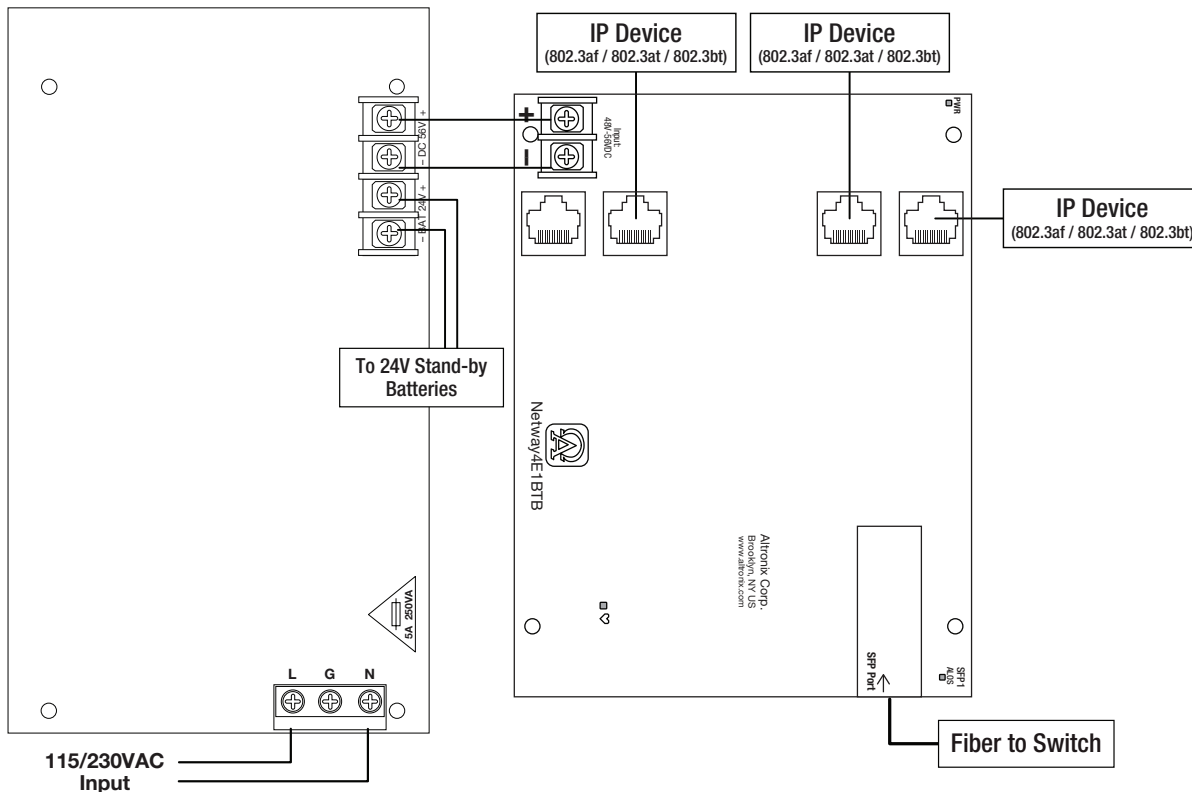 IP Device
(802.3af / 802.3at / 802.3bt)
IP Device
(802.3af / 802.3at / 802.3bt)
IP Device
(802.3af / 802.3at / 802.3bt)
– DC 56V +
– BAT 24V +
+
–
Input:
48V-56VDC
PWR
To 24V Stand-by
Batteries
Netway4E1BTB
Altronix Corp.
Brooklyn, NY US
www.altronix.com
5A 250VA
L G N
115/230VAC
Input
SFP Port
SFP1
ALOS
Fiber to Switch